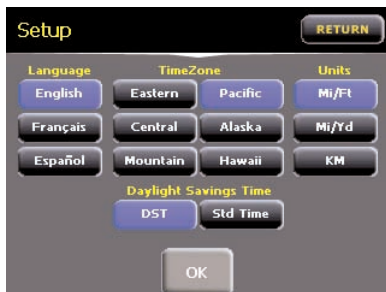 Setup RETURN
Language TimeZone Units
English Eastern Pacific Mi/Ft
Français Central Alaska Mi/Yd
Español Mountain Hawaii KM
Daylight Savings Time
DST Std Time
OK